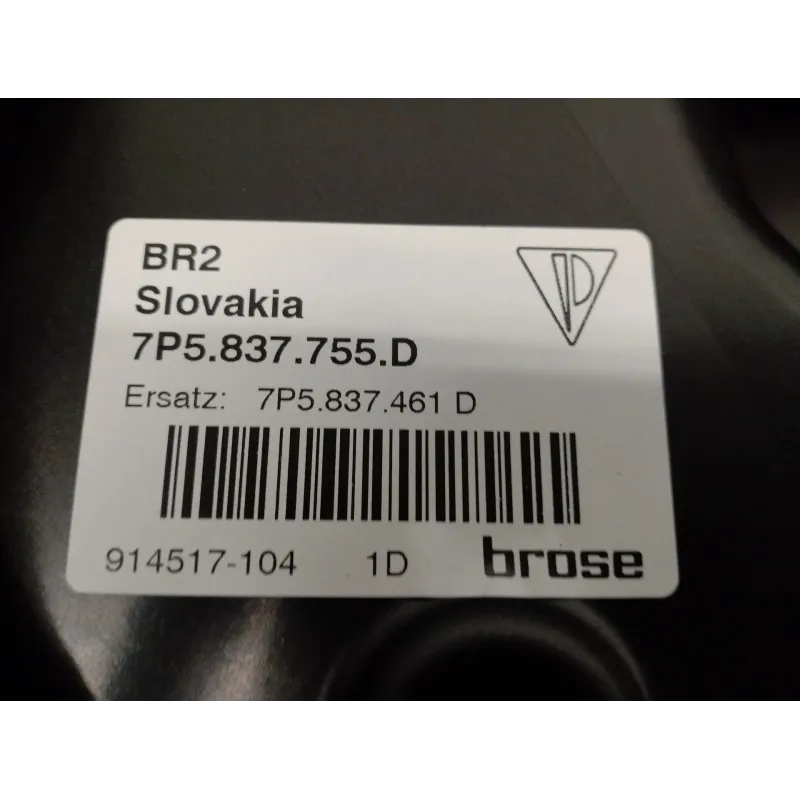 BR2
Slovakia
7P5.837.755.D
Ersatz: 7P5.837.461 D
914517-104 1D brose